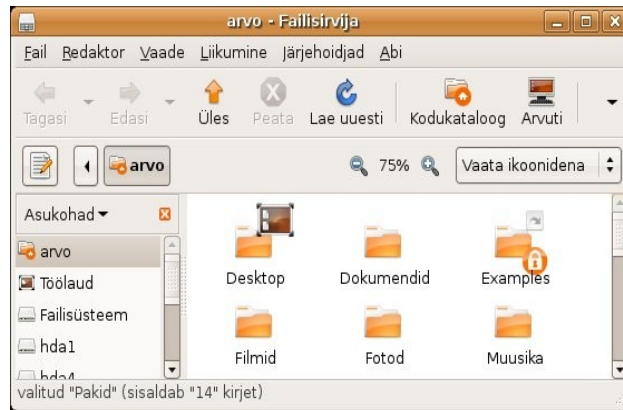 arvo - Failisirvija
Fail Redaktor Vaade Liikumine Järjehoidjad Abi
Tagasi Edasi Üles Peata Lae uuesti Kodukataloog Arvuti
arvo 75% Vaata ikoonidena
Asukohad
arvo
Töölaud
Failisüsteem
hda1
hda4
Desktop Dokumendid Examples
Filmid Fotod Muusika
valitud "Pakid" (sisaldab "14" kirjet)